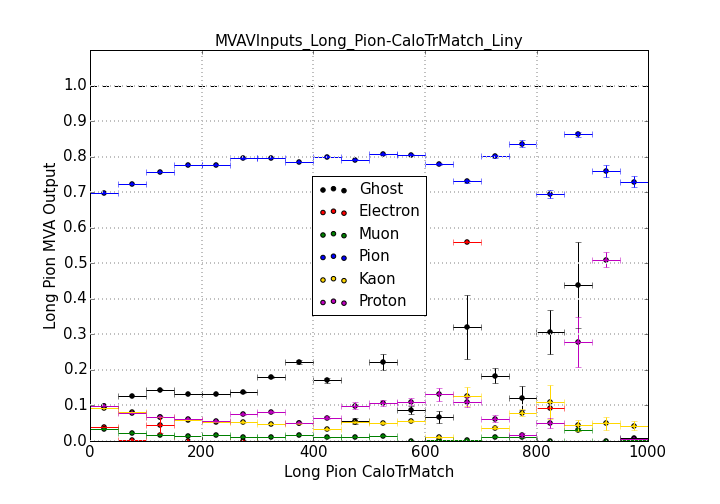 MVAVInputs_Long_Pion-CaloTrMatch_Liny
1.0
0.9
0.8
0.7
0.6
0.5
0.4
0.3
0.2
0.1
0.0
Long Pion MVA Output
Ghost
Electron
Muon
Pion
Kaon
Proton
0 200 400 600 800 1000
Long Pion CaloTrMatch